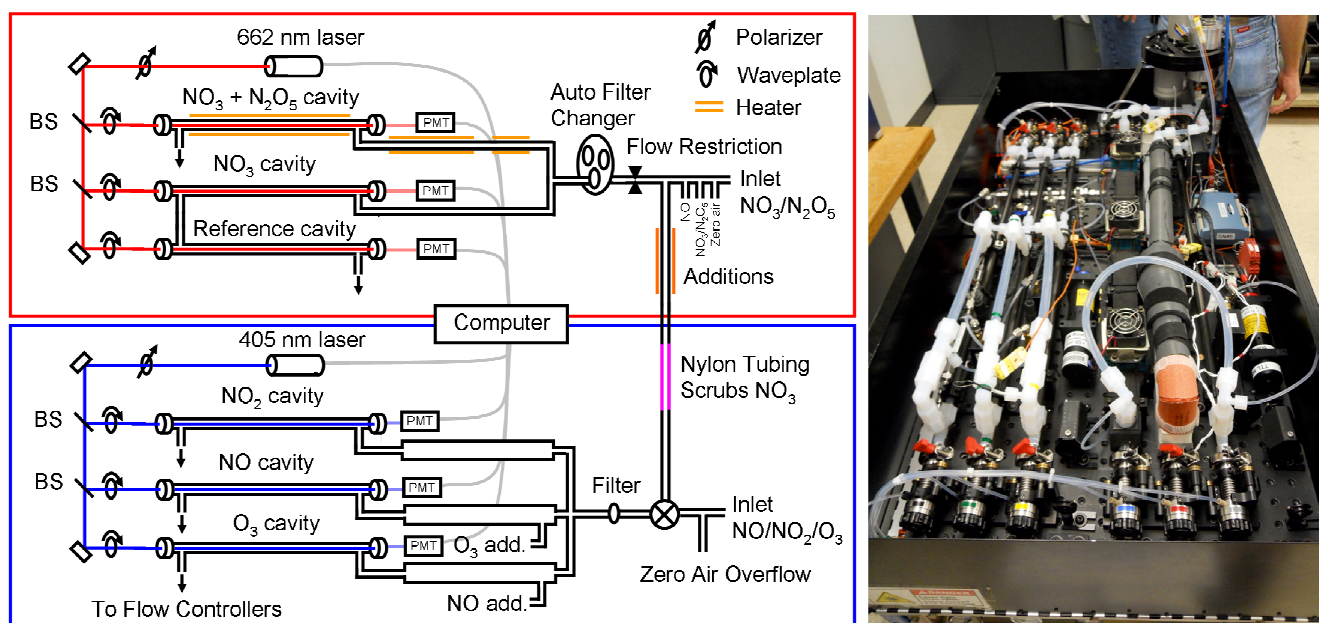 662 nm laser
Polarizer
Waveplate
Heater
NO3 + N2O5 cavity
BS
PMT
Auto Filter
Changer
Flow Restriction
Inlet
NO3/N2O5
NO
NO3/N2O5
Zero air
NO3 cavity
BS
PMT
Reference cavity
PMT
Additions
Computer
405 nm laser
Nylon Tubing
Scrubs NO3
NO2 cavity
BS
PMT
NO cavity
BS
PMT
Filter
Inlet
NO/NO2/O3
O3 cavity
PMT
O3 add.
Zero Air Overflow
NO add.
To Flow Controllers
DANGER